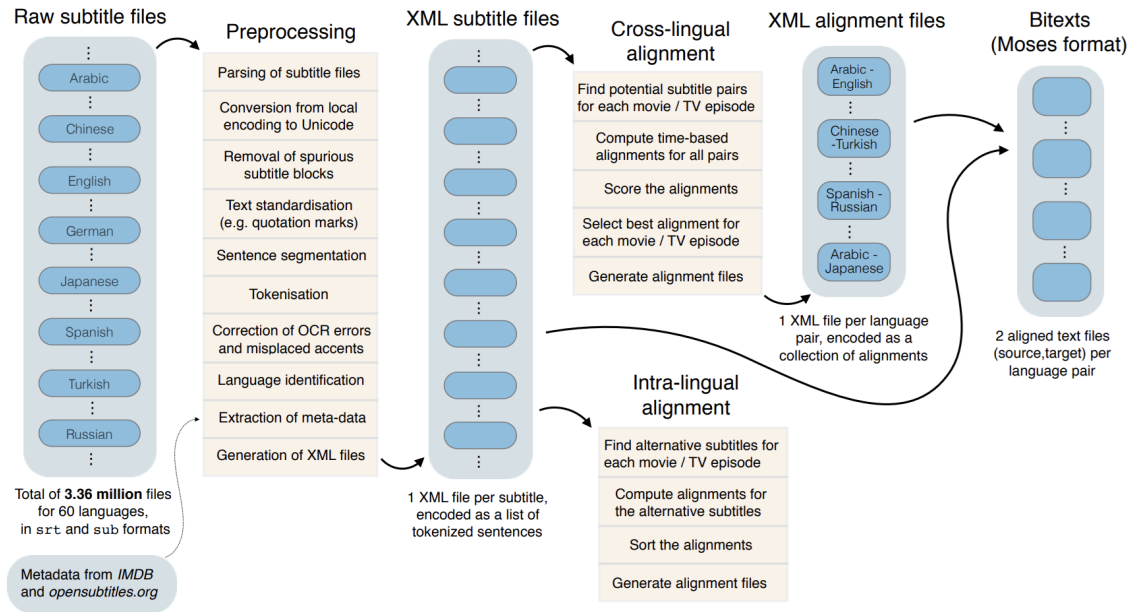 Raw subtitle files
⋮
Arabic
⋮
Chinese
⋮
English
⋮
German
⋮
Japanese
⋮
Spanish
⋮
Turkish
⋮
Russian
⋮
Total of 3.36 million files
for 60 languages,
in srt and sub formats
Metadata from IMDB
and opensubtitles.org
Preprocessing
Parsing of subtitle files
Conversion from local
encoding to Unicode
Removal of spurious
subtitle blocks
Text standardisation
(e.g. quotation marks)
Sentence segmentation
Tokenisation
Correction of OCR errors
and misplaced accents
Language identification
Extraction of meta-data
Generation of XML files
XML subtitle files
⋮
⋮
⋮
⋮
⋮
⋮
⋮
⋮
⋮
1 XML file per subtitle,
encoded as a list of
tokenized sentences
Cross-lingual
alignment
Find potential subtitle pairs
for each movie / TV episode
Compute time-based
alignments for all pairs
Score the alignments
Select best alignment for
each movie / TV episode
Generate alignment files
Intra-lingual
alignment
Find alternative subtitles for
each movie / TV episode
Compute alignments for
the alternative subtitles
Sort the alignments
Generate alignment files
XML alignment files
Arabic -
English
⋮
Chinese
-Turkish
⋮
Spanish -
Russian
⋮
Arabic -
Japanese
1 XML file per language
pair, encoded as a
collection of alignments
Bitexts
(Moses format)
⋮
⋮
⋮
2 aligned text files
(source,target) per
language pair